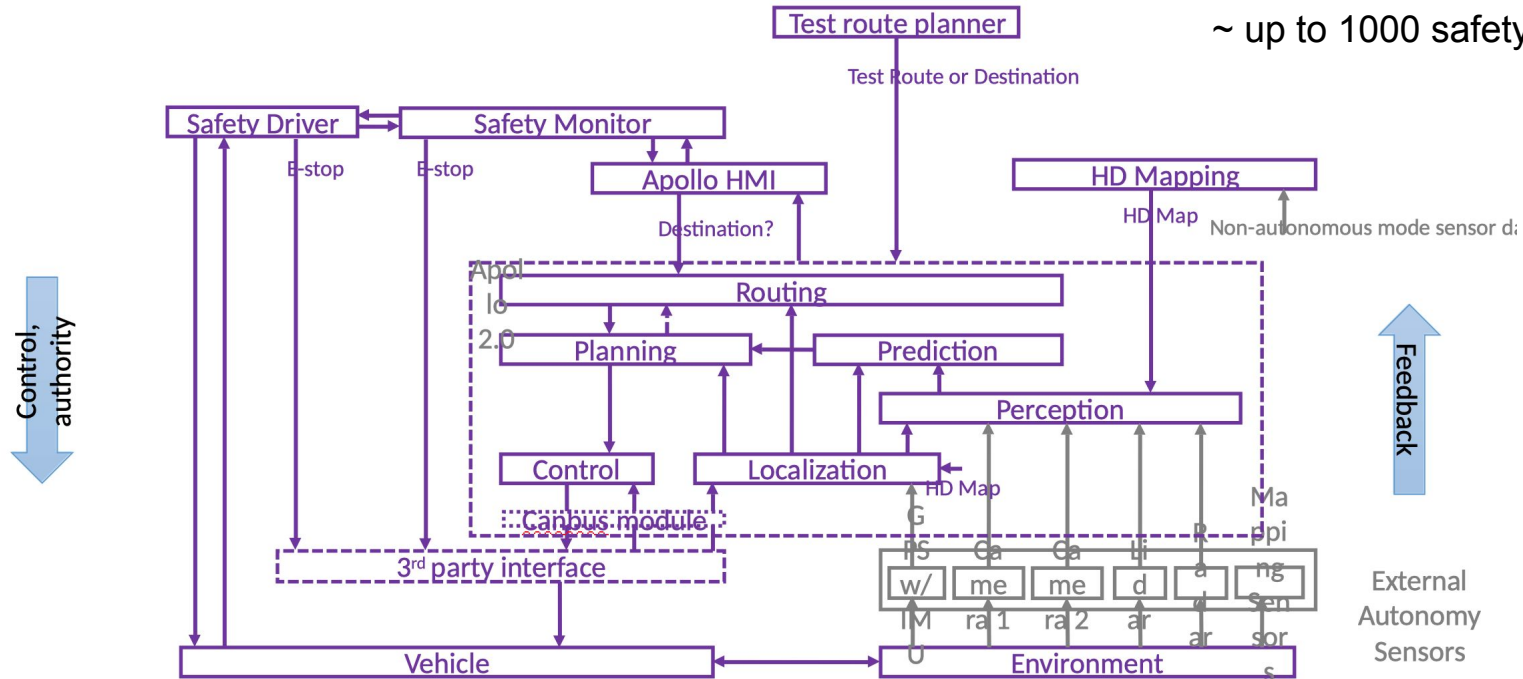 Test route planner
~ up to 1000 safety
Test Route or Destination
Safety Driver
Safety Monitor
E-stop
E-stop
Apollo HMI
HD Mapping
Destination?
HD Map
Non-autonomous mode sensor
Apol
lo
2.0
Routing
Planning
Prediction
Perception
Control,
authority
Feedback
Control
Localization
HD Map
Canbus module
3rd party interface
G
PS
w/
IM
U
Ca
me
ra 1
Ca
me
ra 2
Li
d
ar
R
a
d
ar
Ma
ppi
ng
Sen
sor
s
External
Autonomy
Sensors
Vehicle
Environment